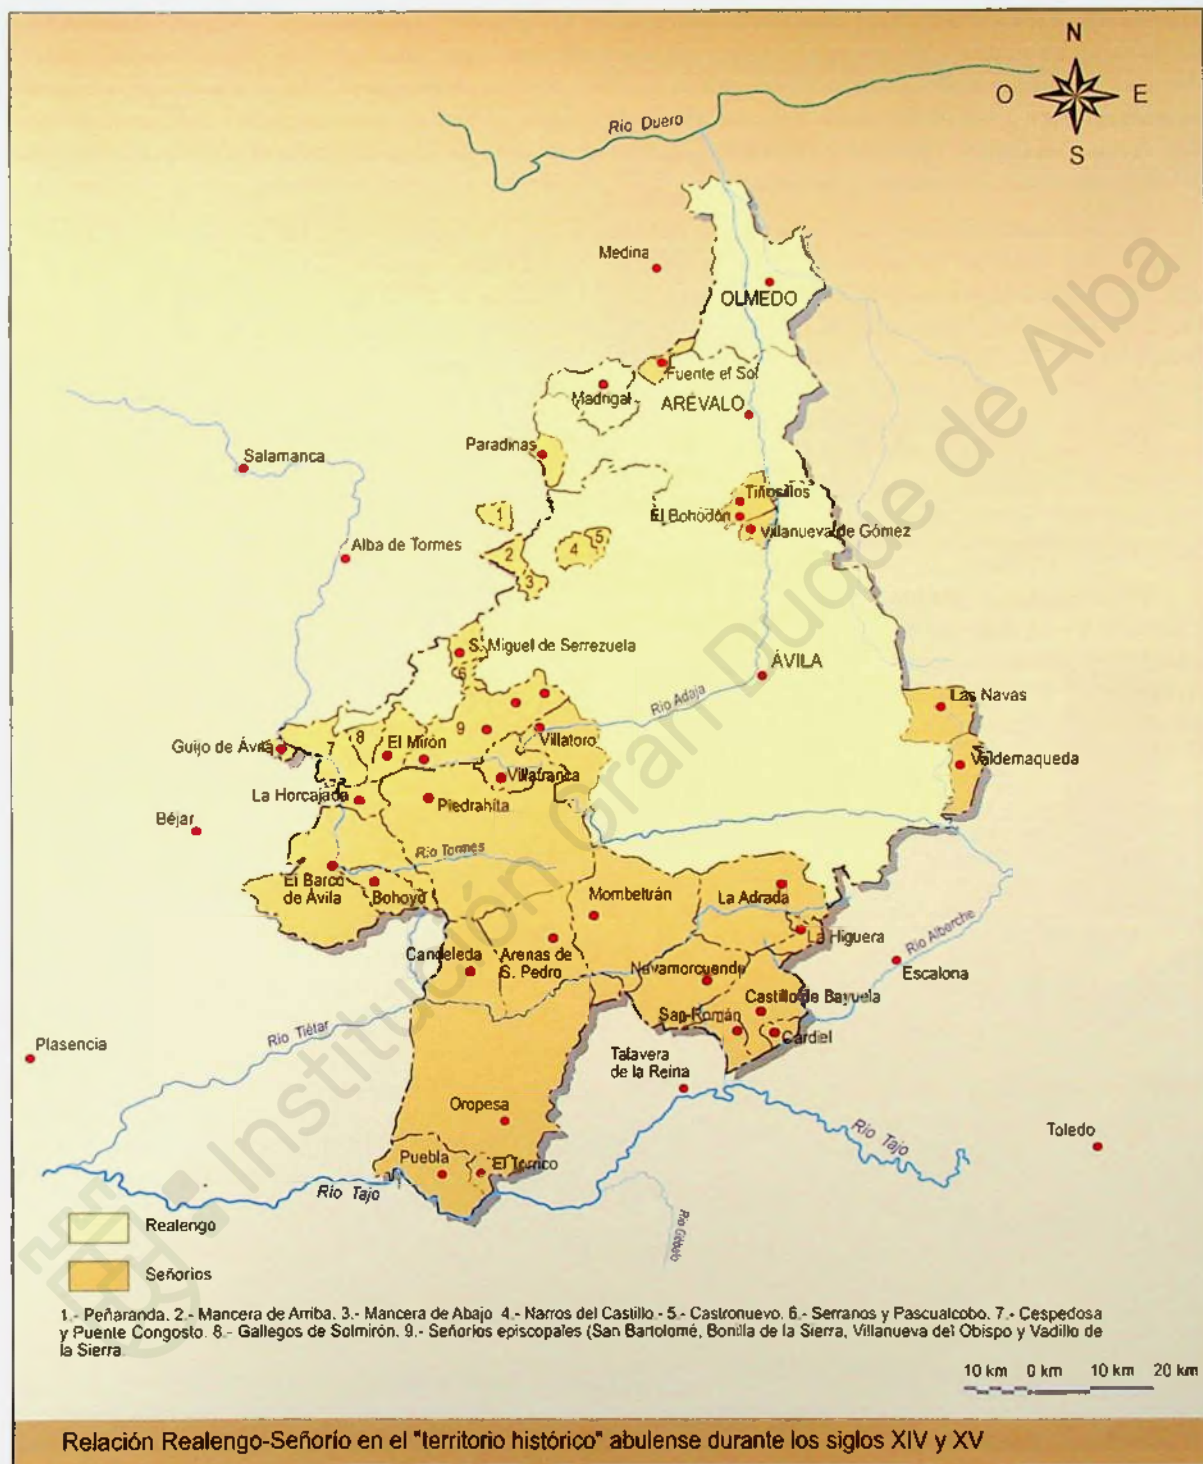 N
O
E
S
Río Duero
Medina
OLMEDO
Fuente el Sol
Madrigal
ARÉVALO
Paradinas
Salamanca
Tiñosillos
1
El Bohodón
Villanueva de Gómez
5
4
2
Alba de Tormes
3
S. Miguel de Serrezuela
6
ÁVILA
Río Adaja
Las Navas
9
8
7
Guijo de Ávila
El Mirón
Villatoro
Valdemaqueda
Villafranca
La Horcajada
Piedrahíta
Béjar
Río Tormes
El Barco
de Ávila
Bohoyo
Mombeltrán
La Adrada
La Higuera
Río Alberche
Candeleda
Arenas de
S. Pedro
Navamorcuende
Escalona
Castillo de Bayuela
San Román
Cardiel
Río Tiétar
Plasencia
Talavera
de la Reina
Oropesa
Río Tajo
Toledo
Puebla
El Torrico
Río Tajo
Realengo
Señorios
1.- Peñaranda. 2.- Mancera de Arriba. 3.- Mancera de Abajo 4.- Narros del Castillo.- 5.- Castronuevo. 6.- Serranos y Pascualcobo. 7.- Cespedosa
y Puente Congosto. 8.- Gallegos de Solmirón. 9.- Señorios episcopales (San Bartolomé, Bonilla de la Sierra, Villanueva del Obispo y Vadillo de
la Sierra
10 km 0 km 10 km 20 km
Relación Realengo-Señorío en el "territorio histórico" abulense durante los siglos XIV y XV
Institución Gran Duque de Alba